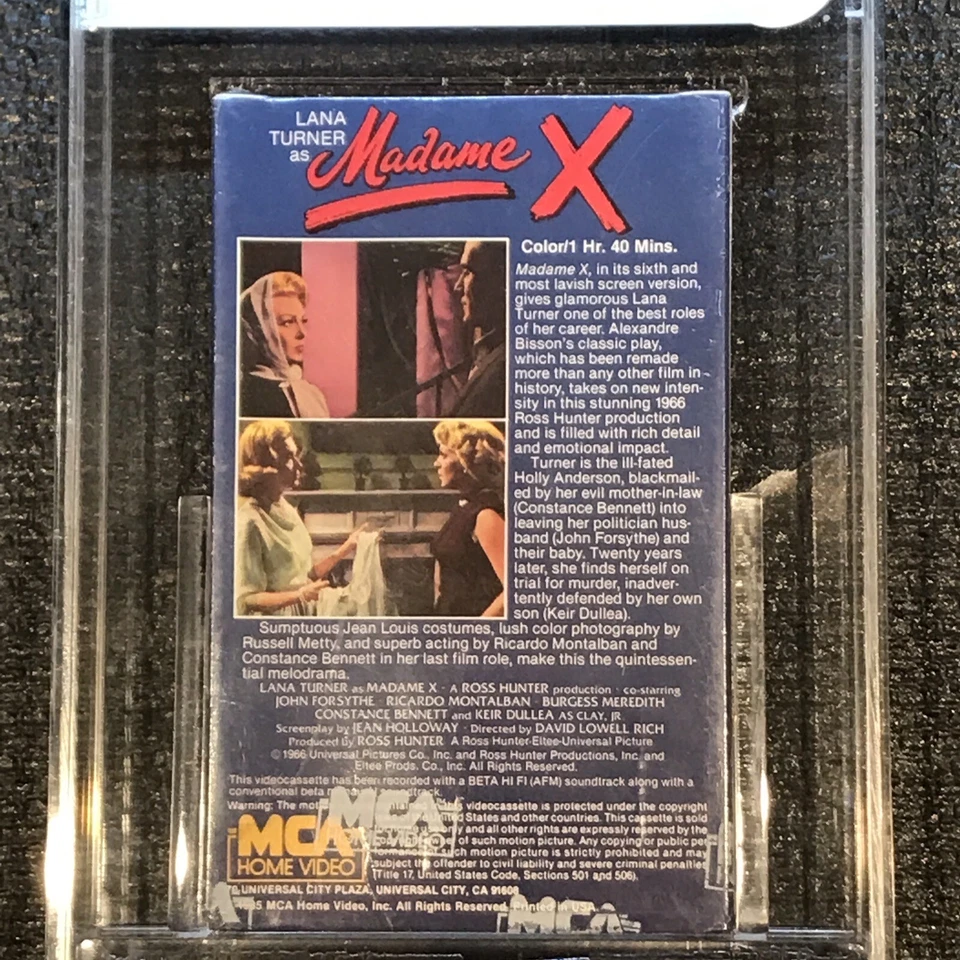 LANA
TURNER
as
Madame X
Color/1 Hr. 40 Mins.
Madame X, in its sixth and
most lavish screen version,
gives glamorous Lana
Turner one of the best roles
of her career. Alexandre
Bisson's classic play,
which has been remade
more than any other film in
history, takes on new inten-
sity in this stunning 1966
Ross Hunter production
and is filled with rich detail
and emotional impact.
Turner is the ill-fated
Holly Anderson, blackmail-
ed by her evil mother-in-law
(Constance Bennett) into
leaving her politician hus-
band (John Forsythe) and
their baby. Twenty years
later, she finds herself on
trial for murder, inadver-
tently defended by her own
son (Keir Dullea).
Sumptuous Jean Louis costumes, lush color photography by
Russell Metty, and superb acting by Ricardo Montalban and
Constance Bennett in her last film role, make this the quintessen-
tial melodrama.
LANA TURNER as MADAME X · A ROSS HUNTER production · co-starring
JOHN FORSYTHE · RICARDO MONTALBAN · BURGESS MEREDITH
CONSTANCE BENNETT and KEIR DULLEA AS CLAY, JR.
Screenplay by JEAN HOLLOWAY · Directed by DAVID LOWELL RICH
Produced by ROSS HUNTER A Ross Hunter-Eltee-Universal Picture
©1966 Universal Pictures Co., Inc. and Ross Hunter Productions, Inc. and
Eltee Prods. Co., Inc. All Rights Reserved.
This videocassette has been recorded with a BETA HI FI (AFM) soundtrack along with a
conventional beta
Warning: The videocassette is protected under the copyright
United States and other countries. This cassette is sold
only and all other rights are expressly reserved by the
of such motion picture. Any copying or public per-
formance of such motion picture is strictly prohibited and may
subject the offender to civil liability and severe criminal penalties
(Title 17, United States Code, Sections 501 and 506).
MCA
HOME VIDEO
MCA
70 UNIVERSAL CITY PLAZA, UNIVERSAL CITY, CA 91608
MCA Home Video, Inc. All Rights Reserved. Printed in USA.
MCA